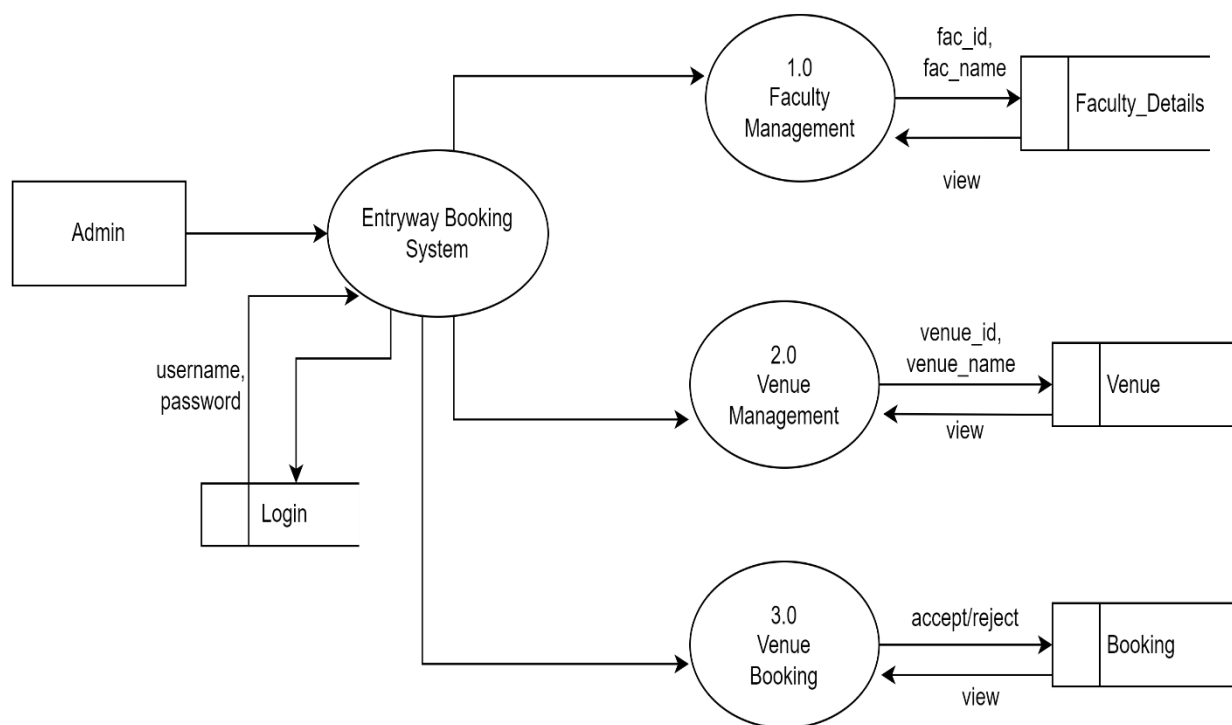 fac_id,
fac_name
1.0
Faculty
Management
Faculty_Details
view
Admin
Entryway Booking
System
username,
password
Login
2.0
Venue
Management
venue_id,
venue_name
Venue
view
3.0
Venue
Booking
accept/reject
Booking
view